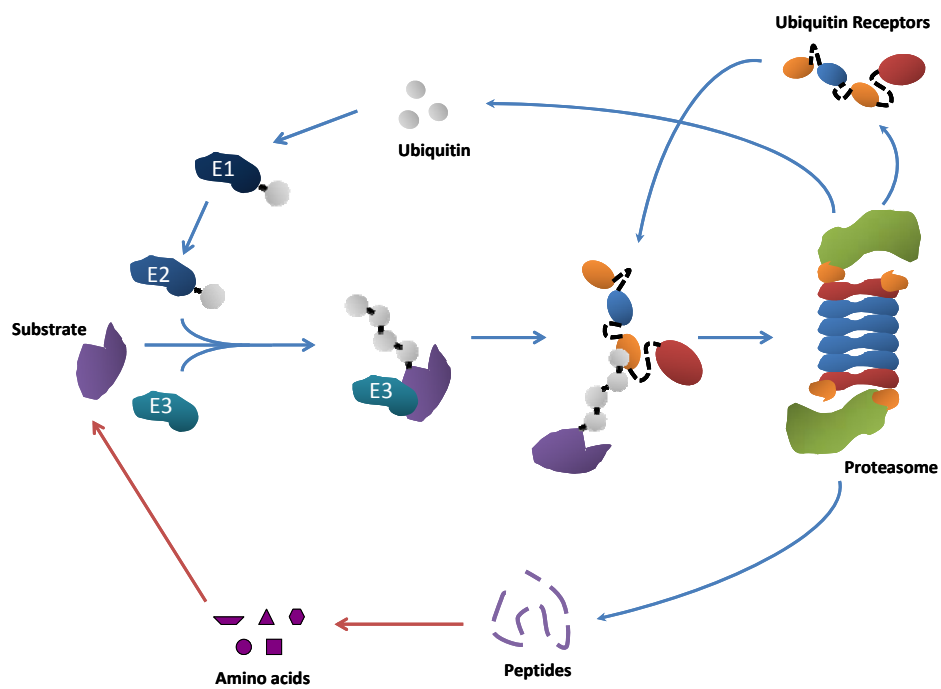 Ubiquitin Receptors
Ubiquitin
E1
E2
Substrate
E3
E3
Proteasome
Peptides
Amino acids